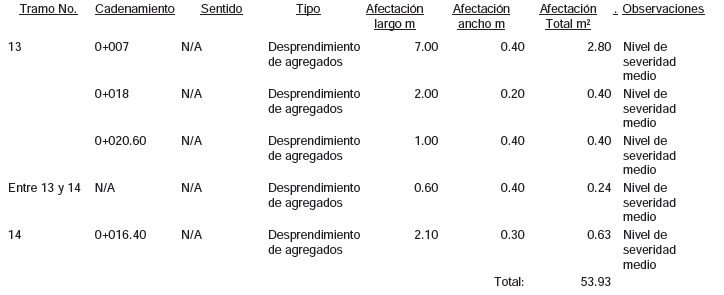 Tramo No. Cadenamiento Sentido Tipo Afectación largo m Afectación ancho m Afectación Total m² . Observaciones
13 0+007 N/A Desprendimiento de agregados 7.00 0.40 2.80 Nivel de severidad medio
0+018 N/A Desprendimiento de agregados 2.00 0.20 0.40 Nivel de severidad medio
0+020.60 N/A Desprendimiento de agregados 1.00 0.40 0.40 Nivel de severidad medio
Entre 13 y 14 N/A N/A Desprendimiento de agregados 0.60 0.40 0.24 Nivel de severidad medio
14 0+016.40 N/A Desprendimiento de agregados 2.10 0.30 0.63 Nivel de severidad medio
Total: 53.93